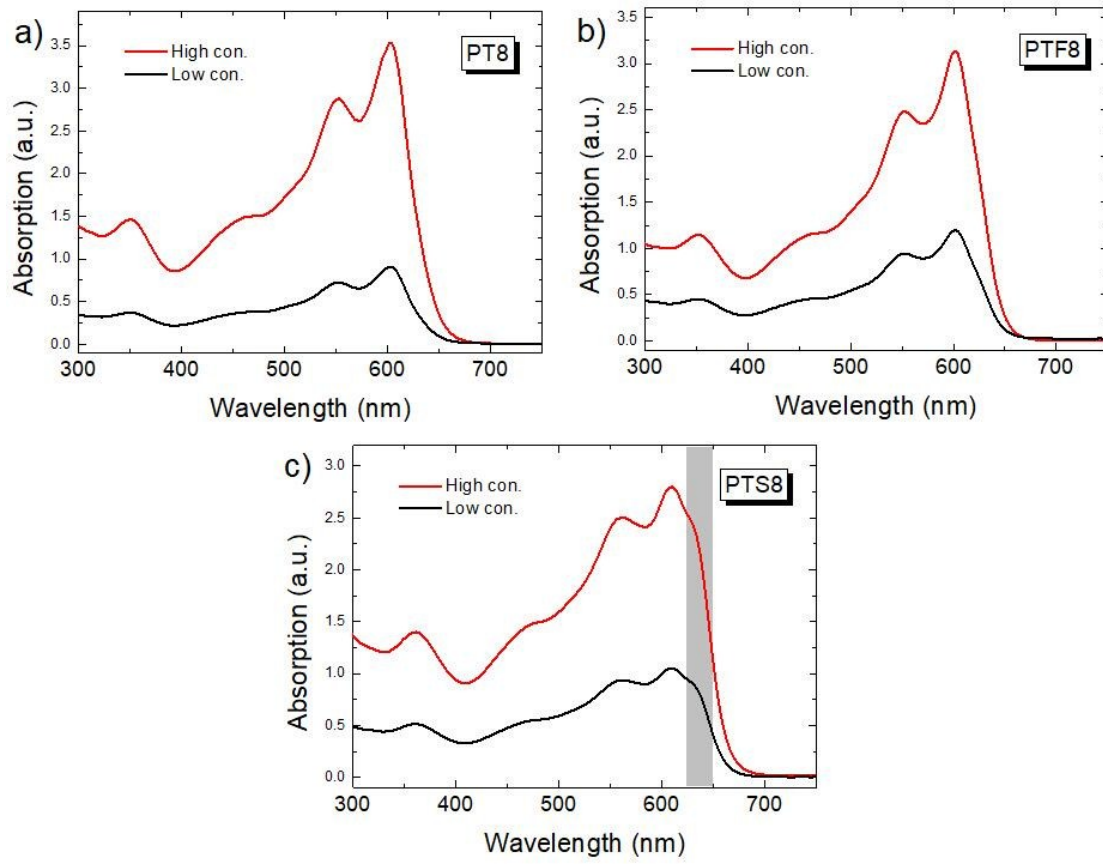 a)
PT8
High con.
Low con.
3.5
3.0
2.5
2.0
1.5
1.0
0.5
0.0
300 400 500 600 700
Absorption (a.u.)
Wavelength (nm)
b)
PTF8
High con.
Low con.
3.5
3.0
2.5
2.0
1.5
1.0
0.5
0.0
300 400 500 600 700
Absorption (a.u.)
Wavelength (nm)
c)
PTS8
High con.
Low con.
3.0
2.5
2.0
1.5
1.0
0.5
0.0
300 400 500 600 700
Absorption (a.u.)
Wavelength (nm)